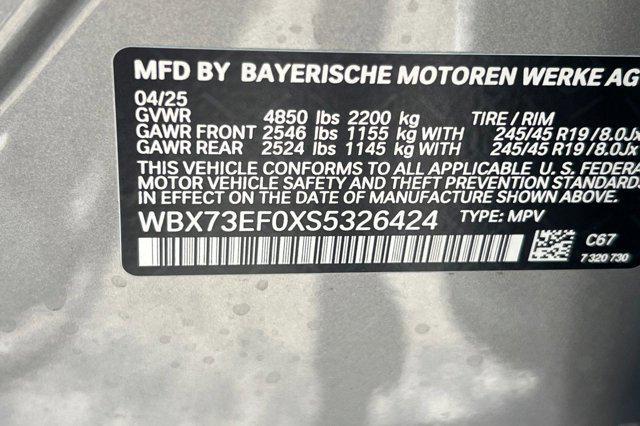 MFD BY BAYERISCHE MOTOREN WERKE AG
04/25
GVWR 4850 lbs 2200 kg TIRE / RIM
GAWR FRONT 2546 lbs 1155 kg WITH 245/45 R19/8.0Jx
GAWR REAR 2524 lbs 1145 kg WITH 245/45 R19/8.0Jx
THIS VEHICLE CONFORMS TO ALL APPLICABLE U. S. FEDERA
MOTOR VEHICLE SAFETY AND THEFT PREVENTION STANDARDS
IN EFFECT ON THE DATE OF MANUFACTURE SHOWN ABOVE.
WBX73EF0XS5326424 TYPE: MPV
C67
7 320 730